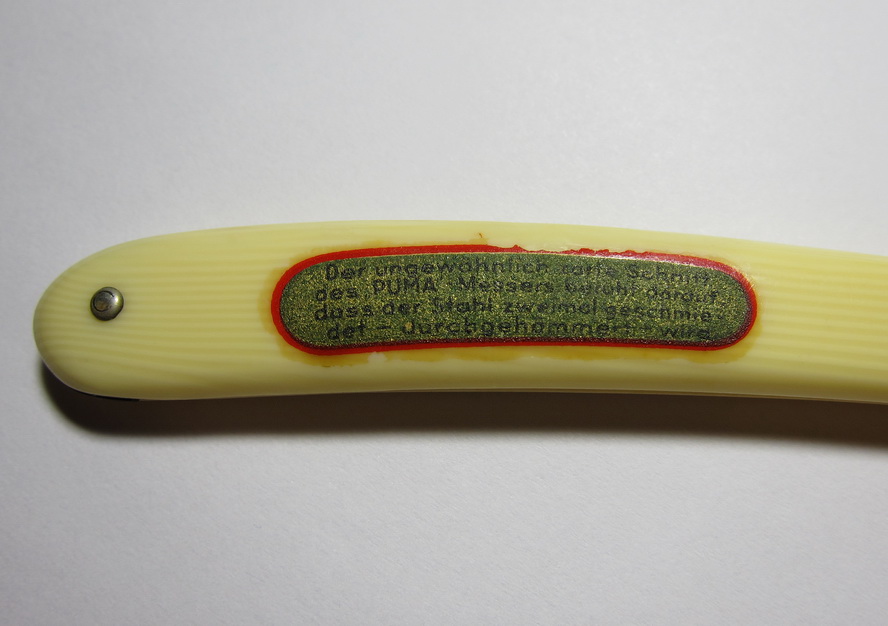 Der ungewöhnlich zarte Schnitt
des PUMA Messers beruht darauf
dass der Stahl zweimal geschmie-
det - durchgehämmert - wird